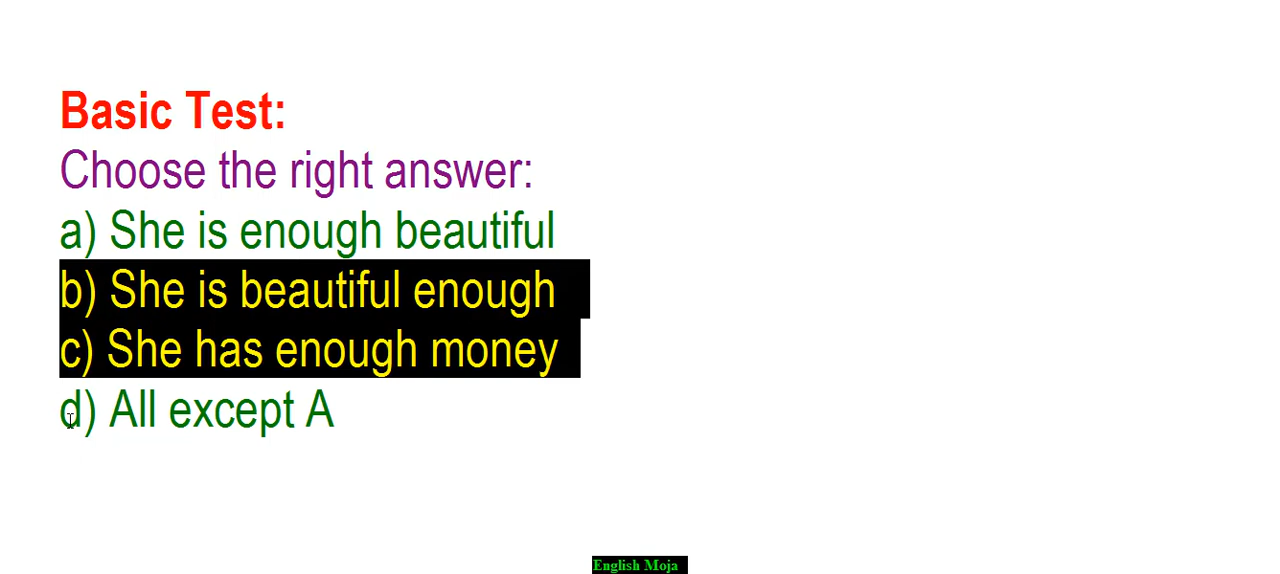 Basic Test:
Choose the right answer:
a) She is enough beautiful
b) She is beautiful enough
c) She has enough money
d) All except A
English Moja